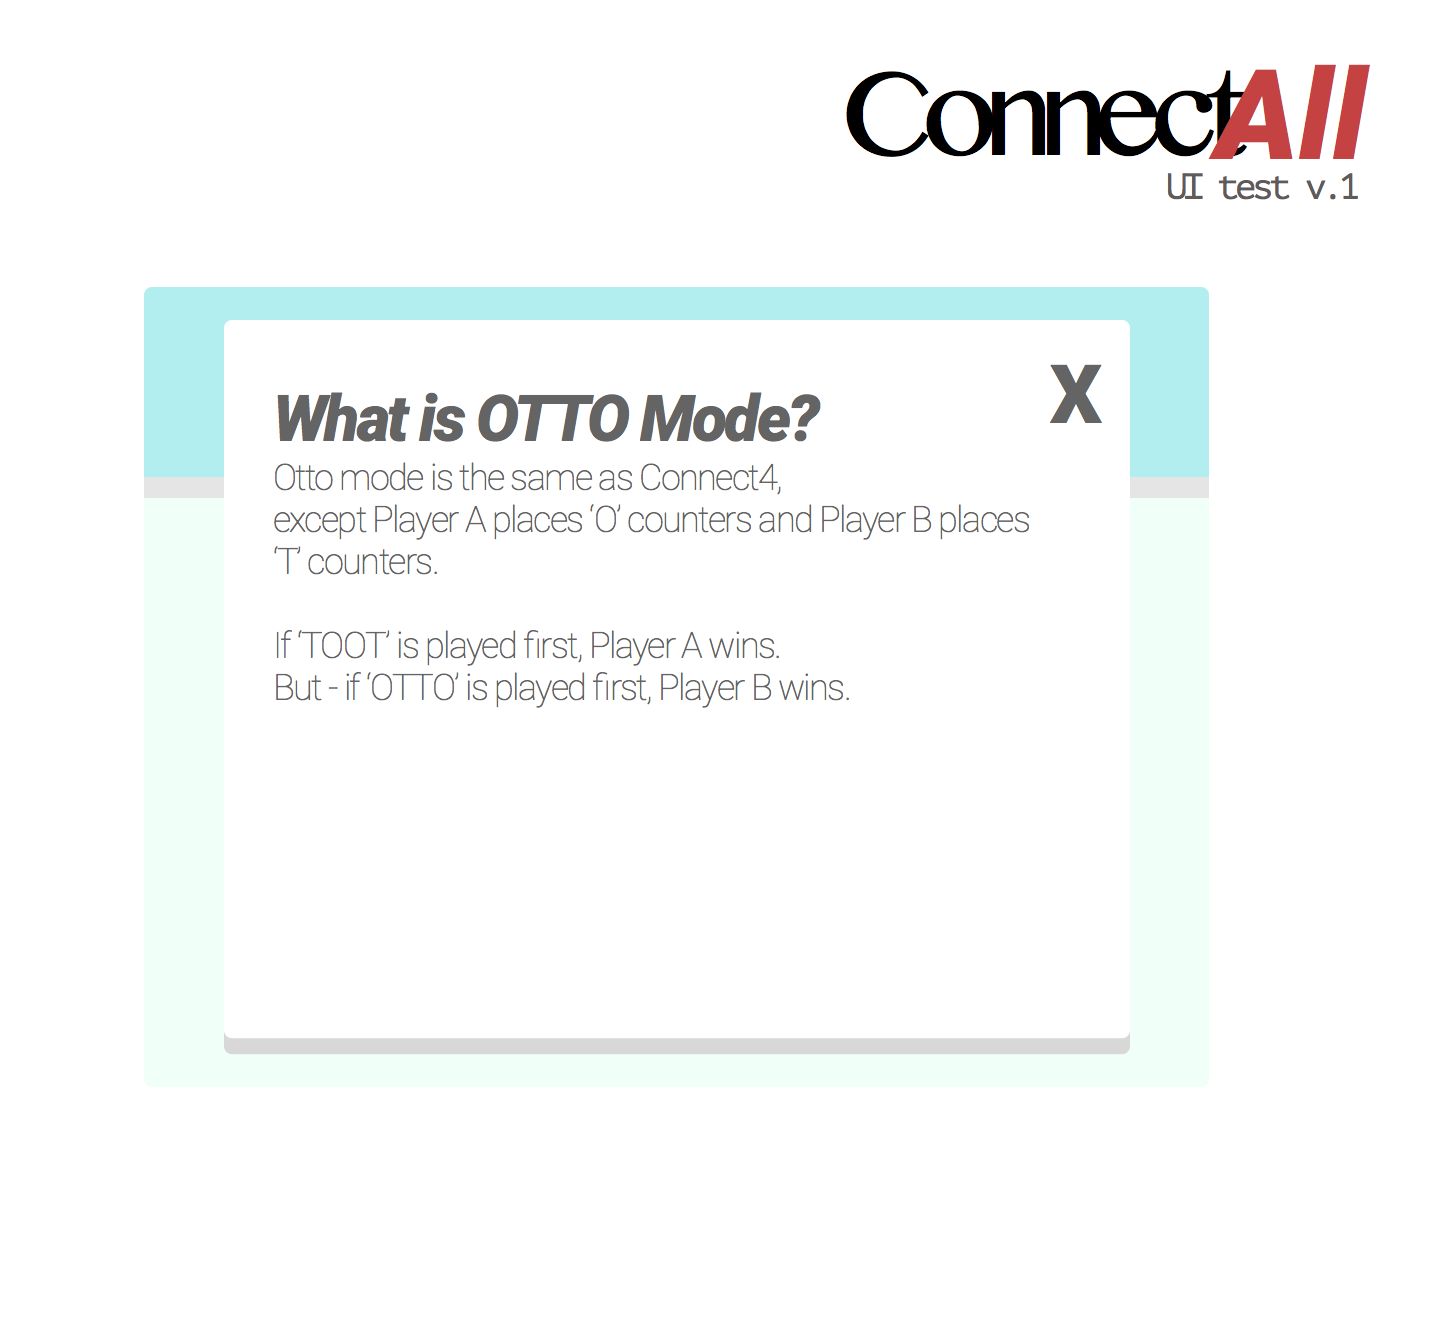 ConnectAll
UI test v.1
X
What is OTTO Mode?
Otto mode is the same as Connect4,
except Player A places ‘O’ counters and Player B places
‘T’ counters.
If ‘TOOT’ is played first, Player A wins.
But - if ‘OTTO’ is played first, Player B wins.